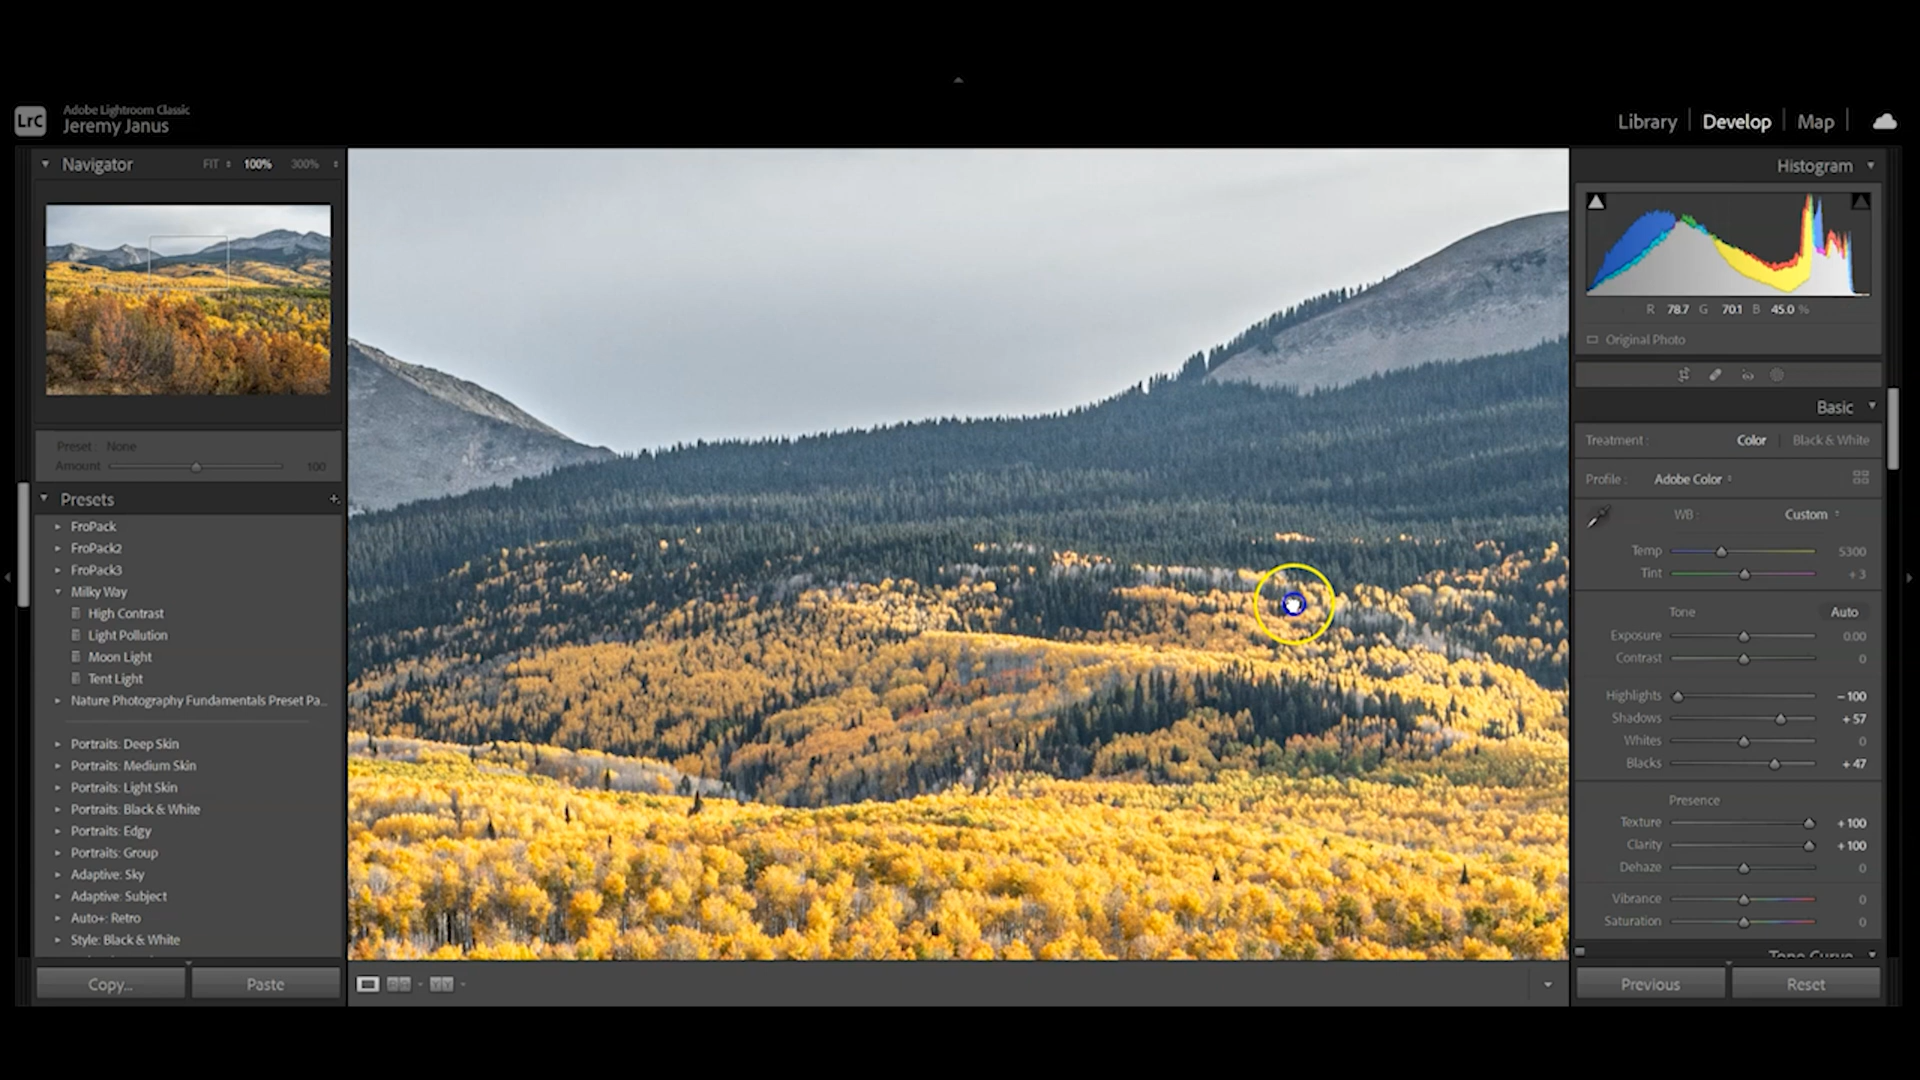 Adobe Lightroom Classic
LrC Jeremy Janus
Library Develop Map
Navigator FIT 100% 300%
Preset: None
Amount 100
Presets +
FroPack
FroPack2
FroPack3
Milky Way
High Contrast
Light Pollution
Moon Light
Tent Light
Nature Photography Fundamentals Preset Pa...
Portraits: Deep Skin
Portraits: Medium Skin
Portraits: Light Skin
Portraits: Black & White
Portraits: Edgy
Portraits: Group
Adaptive: Sky
Adaptive: Subject
Auto+: Retro
Style: Black & White
Copy... Paste
Histogram
R 78.7 G 70.1 B 45.0 %
Original Photo
Basic
Treatment: Color Black & White
Profile: Adobe Color
WB: Custom
Temp 5300
Tint + 3
Tone Auto
Exposure 0.00
Contrast 0
Highlights − 100
Shadows + 57
Whites 0
Blacks + 47
Presence
Texture + 100
Clarity + 100
Dehaze 0
Vibrance 0
Saturation 0
Tone Curve
Previous Reset